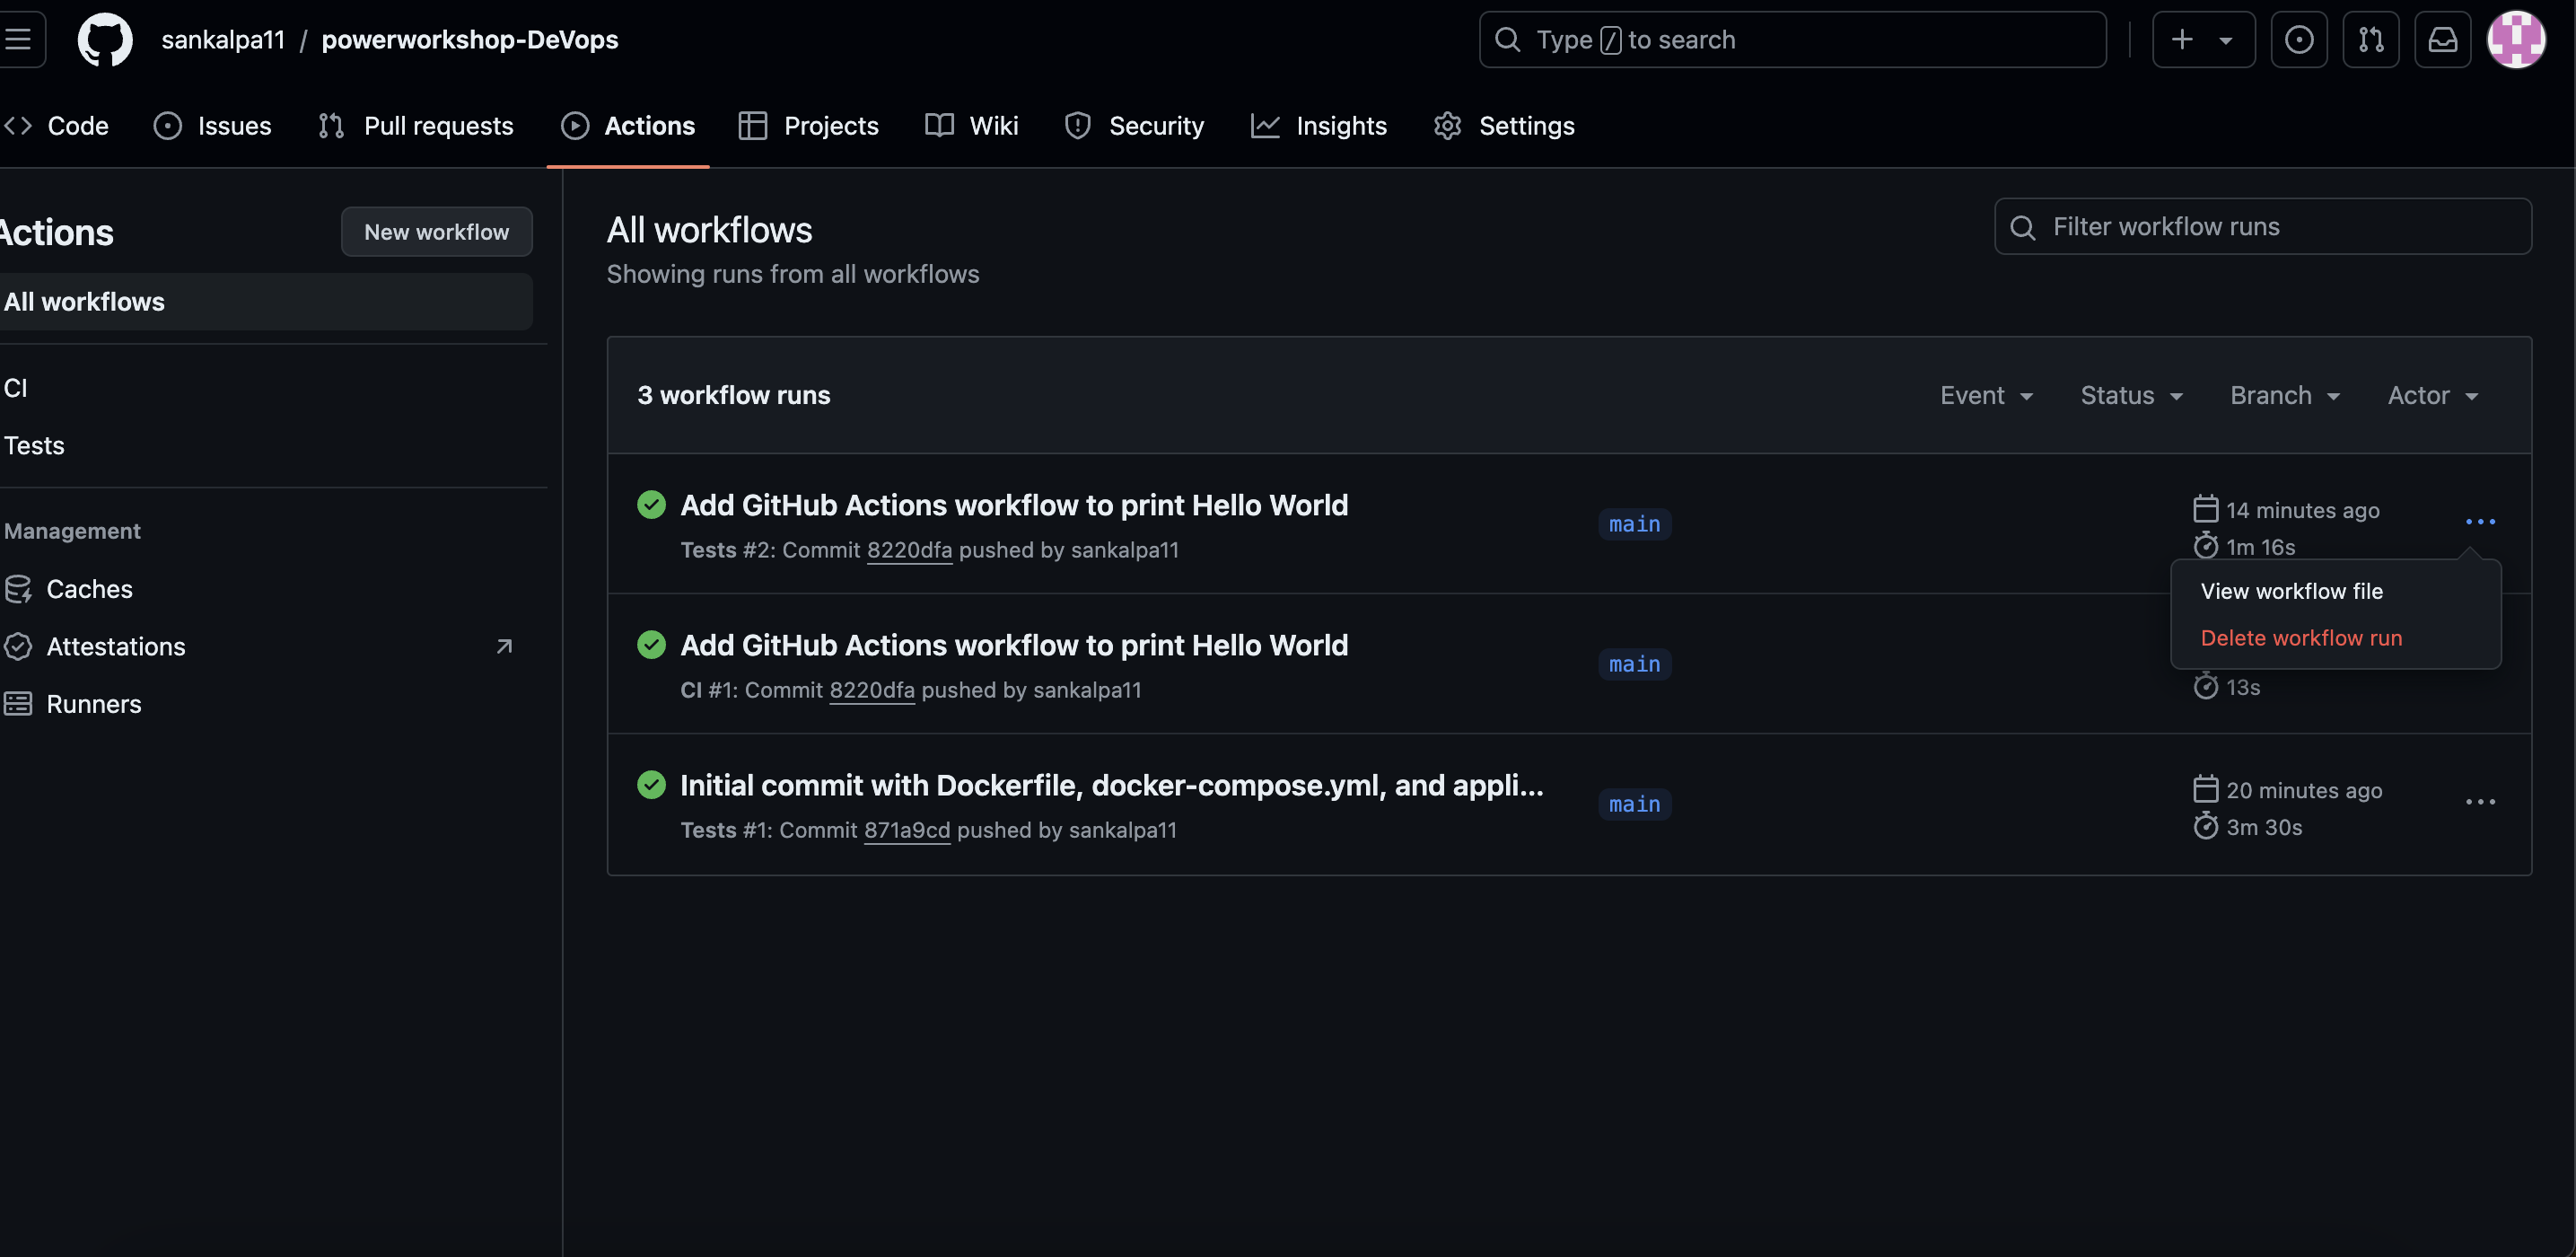 sankalpa11 / powerworkshop-DeVops
Type / to search
Code
Issues
Pull requests
Actions
Projects
Wiki
Security
Insights
Settings
Actions
New workflow
All workflows
CI
Tests
Management
Caches
Attestations
Runners
All workflows
Showing runs from all workflows
Filter workflow runs
3 workflow runs
Event
Status
Branch
Actor
Add GitHub Actions workflow to print Hello World
Tests #2: Commit 8220dfa pushed by sankalpa11
main
14 minutes ago
1m 16s
View workflow file
Delete workflow run
Add GitHub Actions workflow to print Hello World
CI #1: Commit 8220dfa pushed by sankalpa11
main
13s
Initial commit with Dockerfile, docker-compose.yml, and appli...
Tests #1: Commit 871a9cd pushed by sankalpa11
main
20 minutes ago
3m 30s